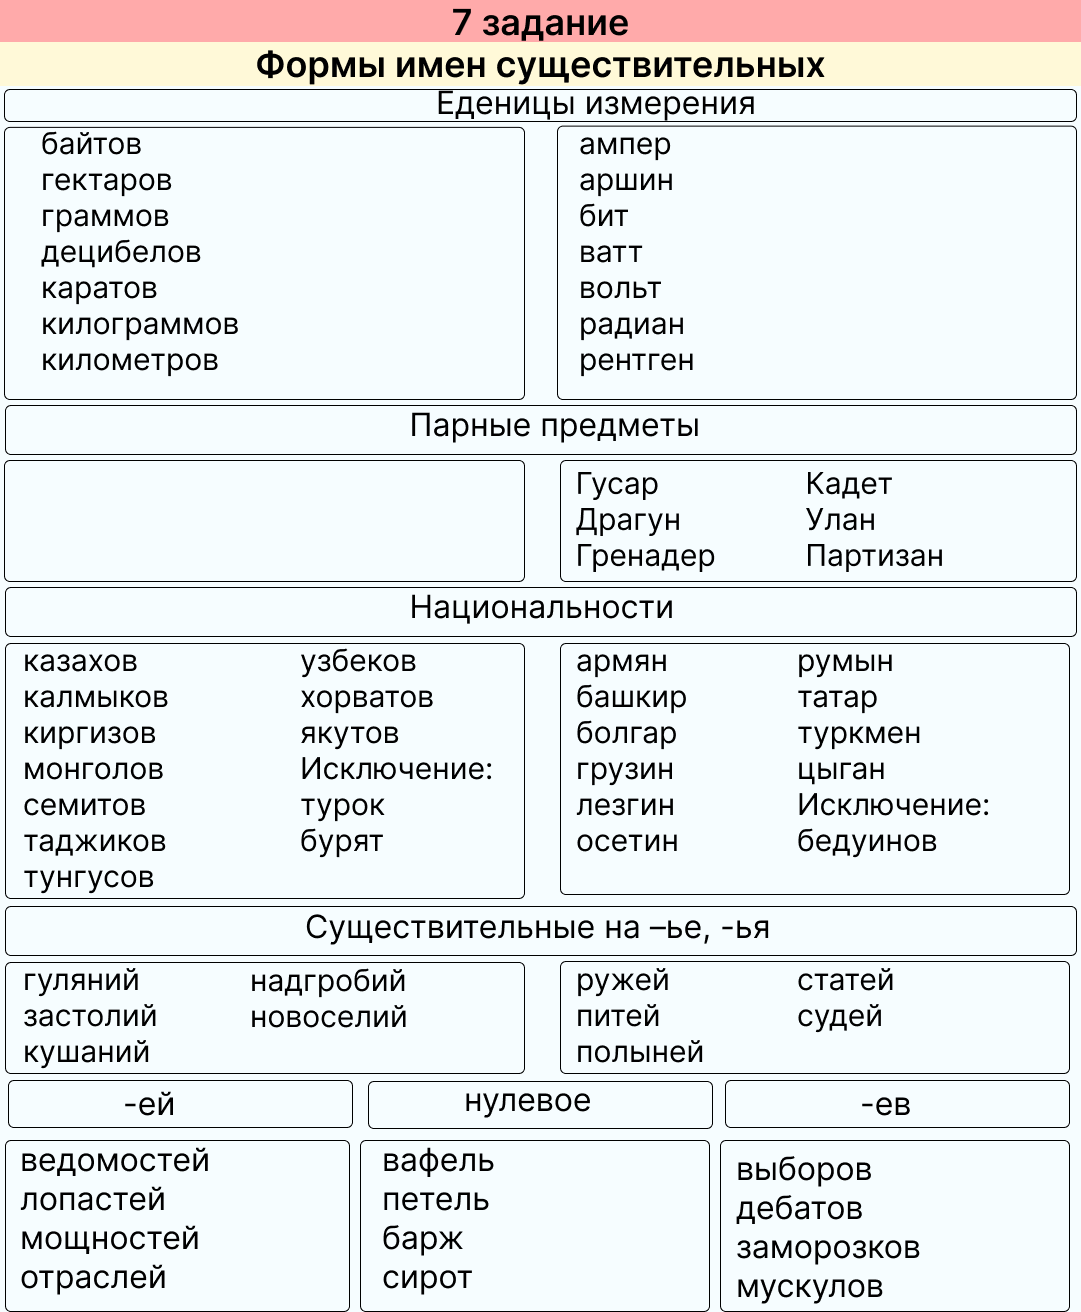 7 задание
Формы имен существительных
Еденицы измерения
байтов
гектаров
граммов
децибелов
каратов
килограммов
километров
ампер
аршин
бит
ватт
вольт
радиан
рентген
Парные предметы
Гусар
Драгун
Гренадер
Кадет
Улан
Партизан
Национальности
казахов
калмыков
киргизов
монголов
семитов
таджиков
тунгусов
узбеков
хорватов
якутов
Исключение:
турок
бурят
армян
башкир
болгар
грузин
лезгин
осетин
румын
татар
туркмен
цыган
Исключение:
бедуинов
Существительные на –ье, -ья
гуляний
застолий
кушаний
надгробий
новоселий
ружей
питей
полыней
статей
судей
-ей
ведомостей
лопастей
мощностей
отраслей
нулевое
вафель
петель
барж
сирот
-ев
выборов
дебатов
заморозков
мускулов